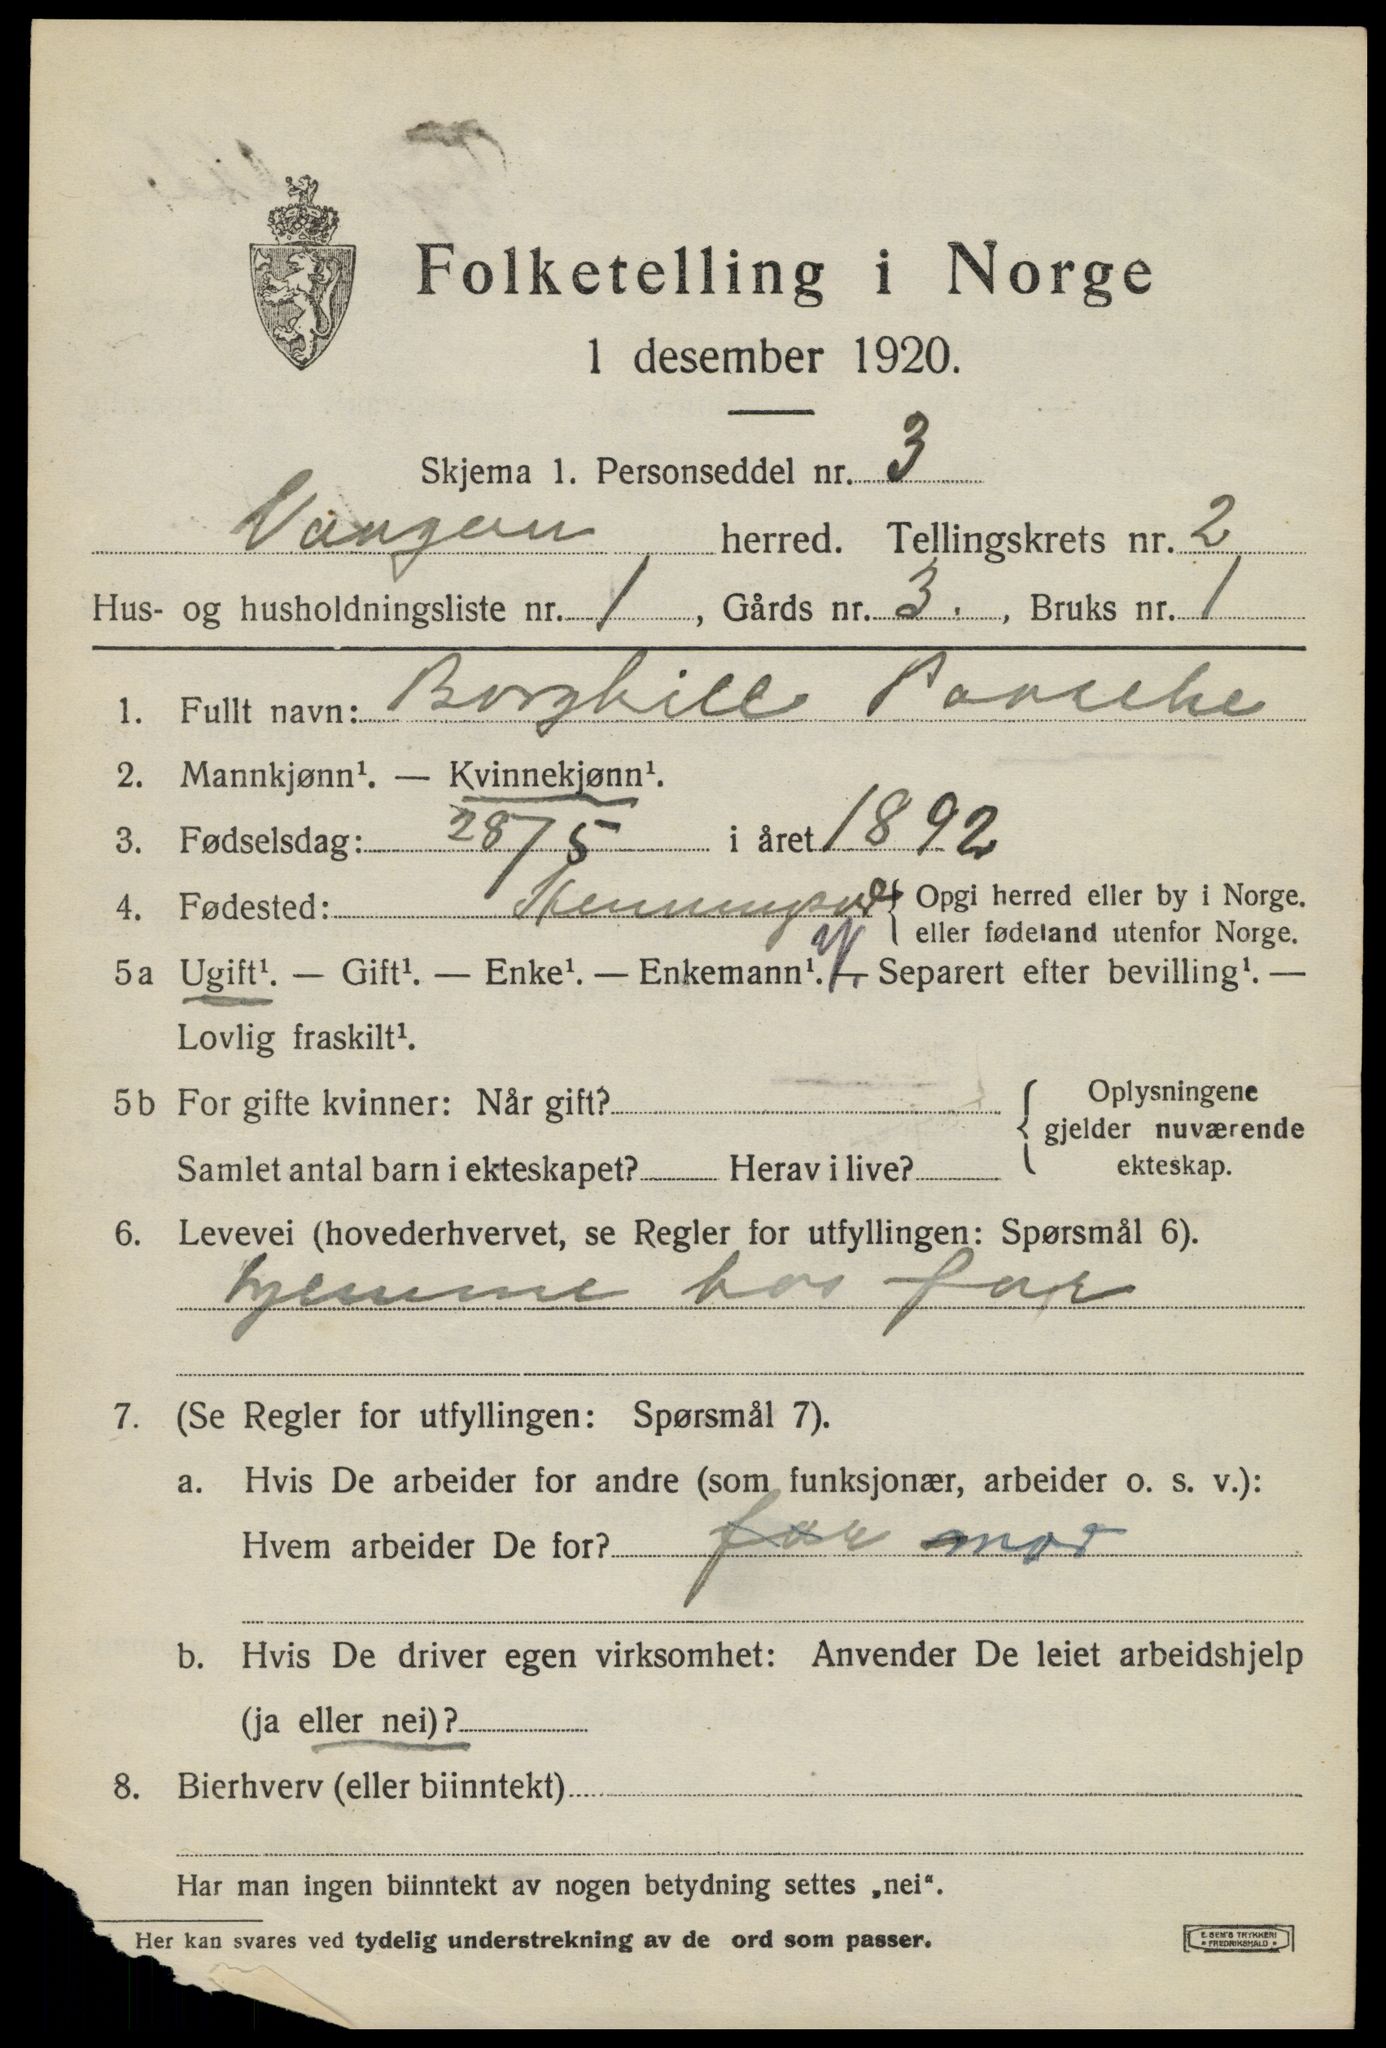 Folketelling i Norge
1 desember 1920.
Skjema 1. Personseddel nr. 3
herred. Tellingskrets nr. 2
Hus- og husholdningsliste nr. 1, Gårds nr. 3., Bruks nr. 1
1. Fullt navn: Borghill Paasche
2. Mannkjønn¹. — Kvinnekjønn¹.
3. Fødselsdag: 28/5 i året 1892
4. Fødested: { Opgi herred eller by i Norge.
eller fødeland utenfor Norge.
5a Ugift¹. — Gift¹. — Enke¹. — Enkemann¹. — Separert efter bevilling¹. —
Lovlig fraskilt¹.
5b For gifte kvinner: Når gift? { Oplysningene
gjelder nuværende
Samlet antal barn i ekteskapet? Herav i live? ekteskap.
6. Levevei (hovederhvervet, se Regler for utfyllingen: Spørsmål 6).
hjemme hos far
7. (Se Regler for utfyllingen: Spørsmål 7).
a. Hvis De arbeider for andre (som funksjonær, arbeider o. s. v.):
Hvem arbeider De for? far mor
b. Hvis De driver egen virksomhet: Anvender De leiet arbeidshjelp
(ja eller nei)?
8. Bierhverv (eller biinntekt)
Har man ingen biinntekt av nogen betydning settes „nei“.
Her kan svares ved tydelig understrekning av de ord som passer.
E. SEM'S TRYKKERI
* FREDRIKSHALD *